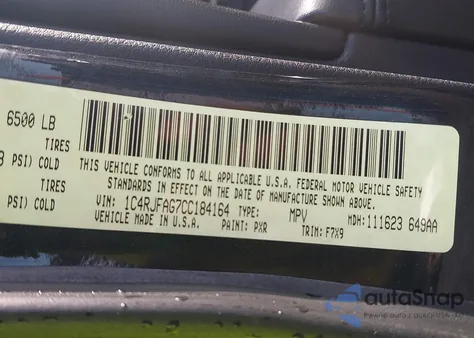 6500 LB
TIRES
PSI) COLD
TIRES
PSI) COLD
THIS VEHICLE CONFORMS TO ALL APPLICABLE U.S.A. FEDERAL MOTOR VEHICLE SAFETY
STANDARDS IN EFFECT ON THE DATE OF MANUFACTURE SHOWN ABOVE.
VIN: 1C4RJFAG7CC184164 TYPE: MPV MDH: 111623 649AA
VEHICLE MADE IN U.S.A. PAINT: PXR TRIM: F7X9
autoSnap